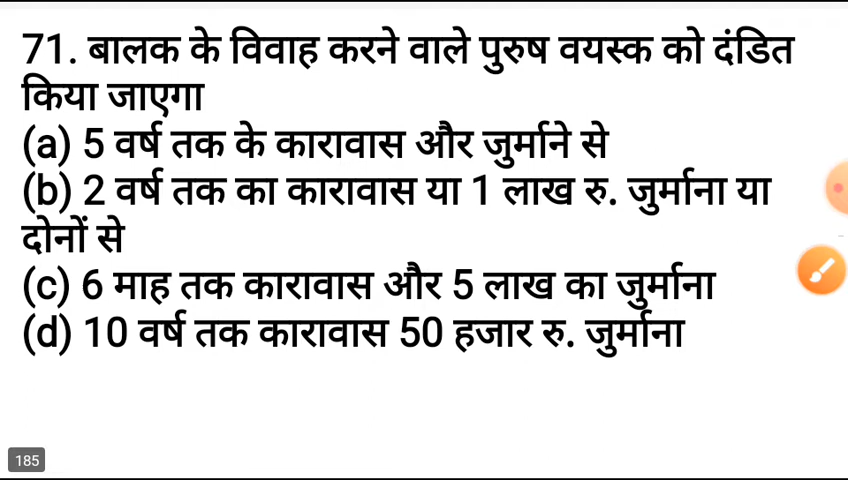 71. बालक के विवाह करने वाले पुरुष वयस्क को दंडित
किया जाएगा
(a) 5 वर्ष तक के कारावास और जुर्माने से
(b) 2 वर्ष तक का कारावास या 1 लाख रु. जुर्माना या
दोनों से
(c) 6 माह तक कारावास और 5 लाख का जुर्माना
(d) 10 वर्ष तक कारावास 50 हजार रु. जुर्माना
185